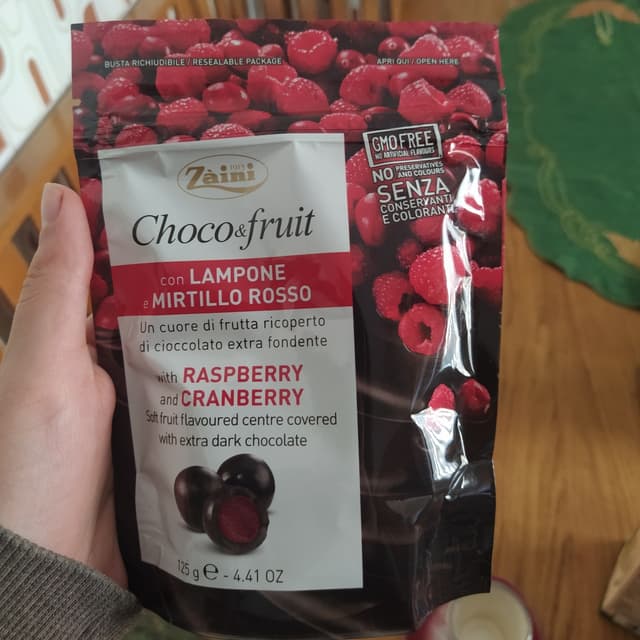 BUSTA RICHIUDIBILE / RESEALABLE PACKAGE
APRI QUI / OPEN HERE
GMO FREE
NO ARTIFICIAL FLAVOURS
NO PRESERVATIVES AND COLOURS
SENZA
CONSERVANTI
E COLORANTI
1913
Zàini
Choco&fruit
con LAMPONE
e MIRTILLO ROSSO
Un cuore di frutta ricoperto
di cioccolato extra fondente
with RASPBERRY
and CRANBERRY
Soft fruit flavoured centre covered
with extra dark chocolate
125 g e - 4.41 OZ